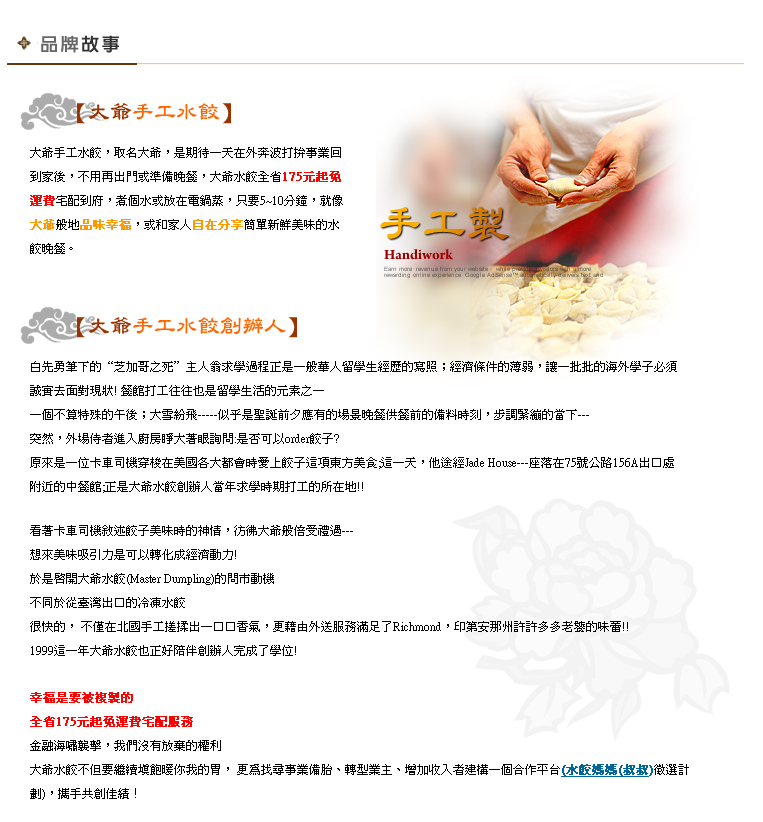 品牌故事
【大爺手工水餃】
大爺手工水餃，取名大爺，是期待一天在外奔波打拚事業回
到家後，不用再出門或準備晚餐，大爺水餃全省175元起免
運費宅配到府，煮個水或放在電鍋蒸，只要5~10分鐘，就像
大爺般地品味幸福，或和家人自在分享簡單新鮮美味的水
餃晚餐。
手工製
Handiwork
Earn more revenue from your website while providing visitors with a more
rewarding online experience. Google AdSense™ automatically delivers text and
【大爺手工水餃創辦人】
白先勇筆下的“芝加哥之死”主人翁求學過程正是一般華人留學生經歷的寫照；經濟條件的薄弱，讓一批批的海外學子必須
誠實去面對現狀! 餐館打工往往也是留學生活的元素之一
一個不算特殊的午後；大雪紛飛-----似乎是聖誕前夕應有的場景晚餐供餐前的備料時刻，步調緊繃的當下---
突然，外場侍者進入廚房睜大著眼詢問:是否可以order餃子?
原來是一位卡車司機穿梭在美國各大都會時愛上餃子這項東方美食;這一天，他途經Jade House---座落在75號公路156A出口處
附近的中餐館;正是大爺水餃創辦人當年求學時期打工的所在地!!
看著卡車司機敘述餃子美味時的神情，彷彿大爺般倍受禮遇---
想來美味吸引力是可以轉化成經濟動力!
於是啓開大爺水餃(Master Dumpling)的問市動機
不同於從臺灣出口的冷凍水餃
很快的， 不僅在北國手工搓揉出一口口香氣，更藉由外送服務滿足了Richmond，印第安那州許許多多老饕的味蕾!!
1999這一年大爺水餃也正好陪伴創辦人完成了學位!
幸福是要被複製的
全省175元起免運費宅配服務
金融海嘯襲擊，我們沒有放棄的權利
大爺水餃不但要繼續填飽暖你我的胃， 更爲找尋事業備胎、轉型業主、增加收入者建構一個合作平台(水餃媽媽(叔叔)徵選計
劃)，攜手共創佳績！